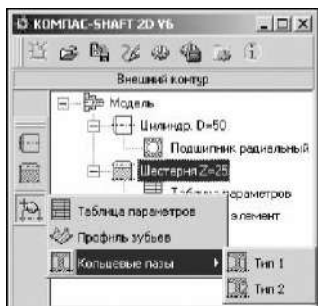 КОМПАС-SHAFT 2D V6
Внешний контур
Модель
Цилиндр. D=50
Подшипник радиальный
Шестерня Z=25
Таблица параметров
элемент
Таблица параметров
Профиль зубьев
Кольцевые пазы
Тип 1
Тип 2